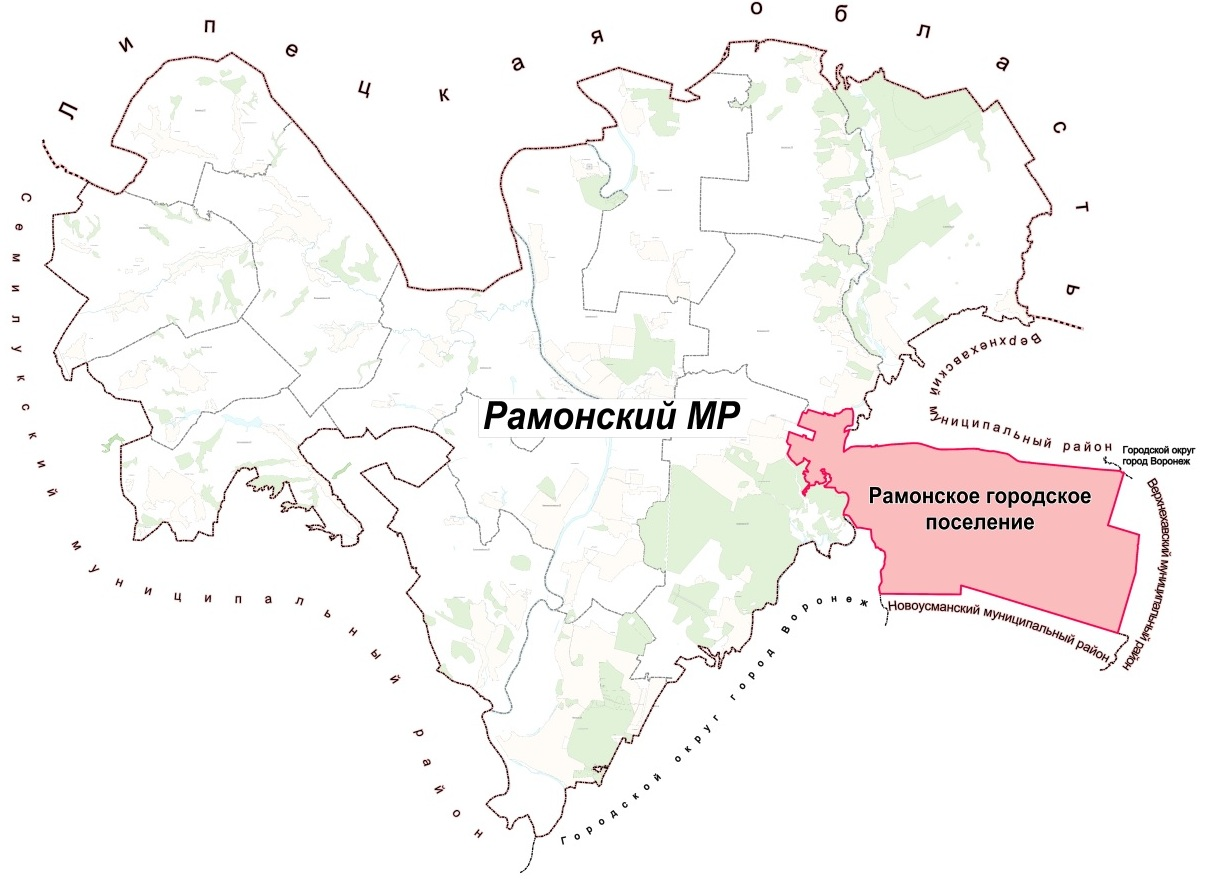 Липецкая область
Семилукский муниципальный район
Верхнехавский муниципальный район
Городской округ
город Воронеж
Рамонский МР
Рамонское городское
поселение
Верхнехавский муниципальный район
Новоусманский муниципальный район
Городской округ город Воронеж